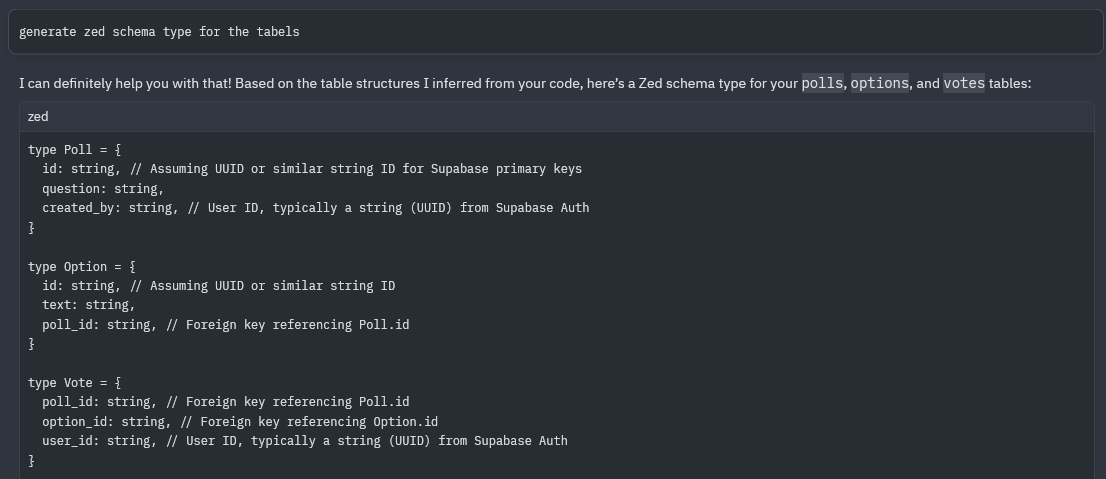 generate zed schema type for the tabels
I can definitely help you with that! Based on the table structures I inferred from your code, here's a Zed schema type for your polls, options, and votes tables:
zed
type Poll = {
  id: string, // Assuming UUID or similar string ID for Supabase primary keys
  question: string,
  created_by: string, // User ID, typically a string (UUID) from Supabase Auth
}
type Option = {
  id: string, // Assuming UUID or similar string ID
  text: string,
  poll_id: string, // Foreign key referencing Poll.id
}
type Vote = {
  poll_id: string, // Foreign key referencing Poll.id
  option_id: string, // Foreign key referencing Option.id
  user_id: string, // User ID, typically a string (UUID) from Supabase Auth
}